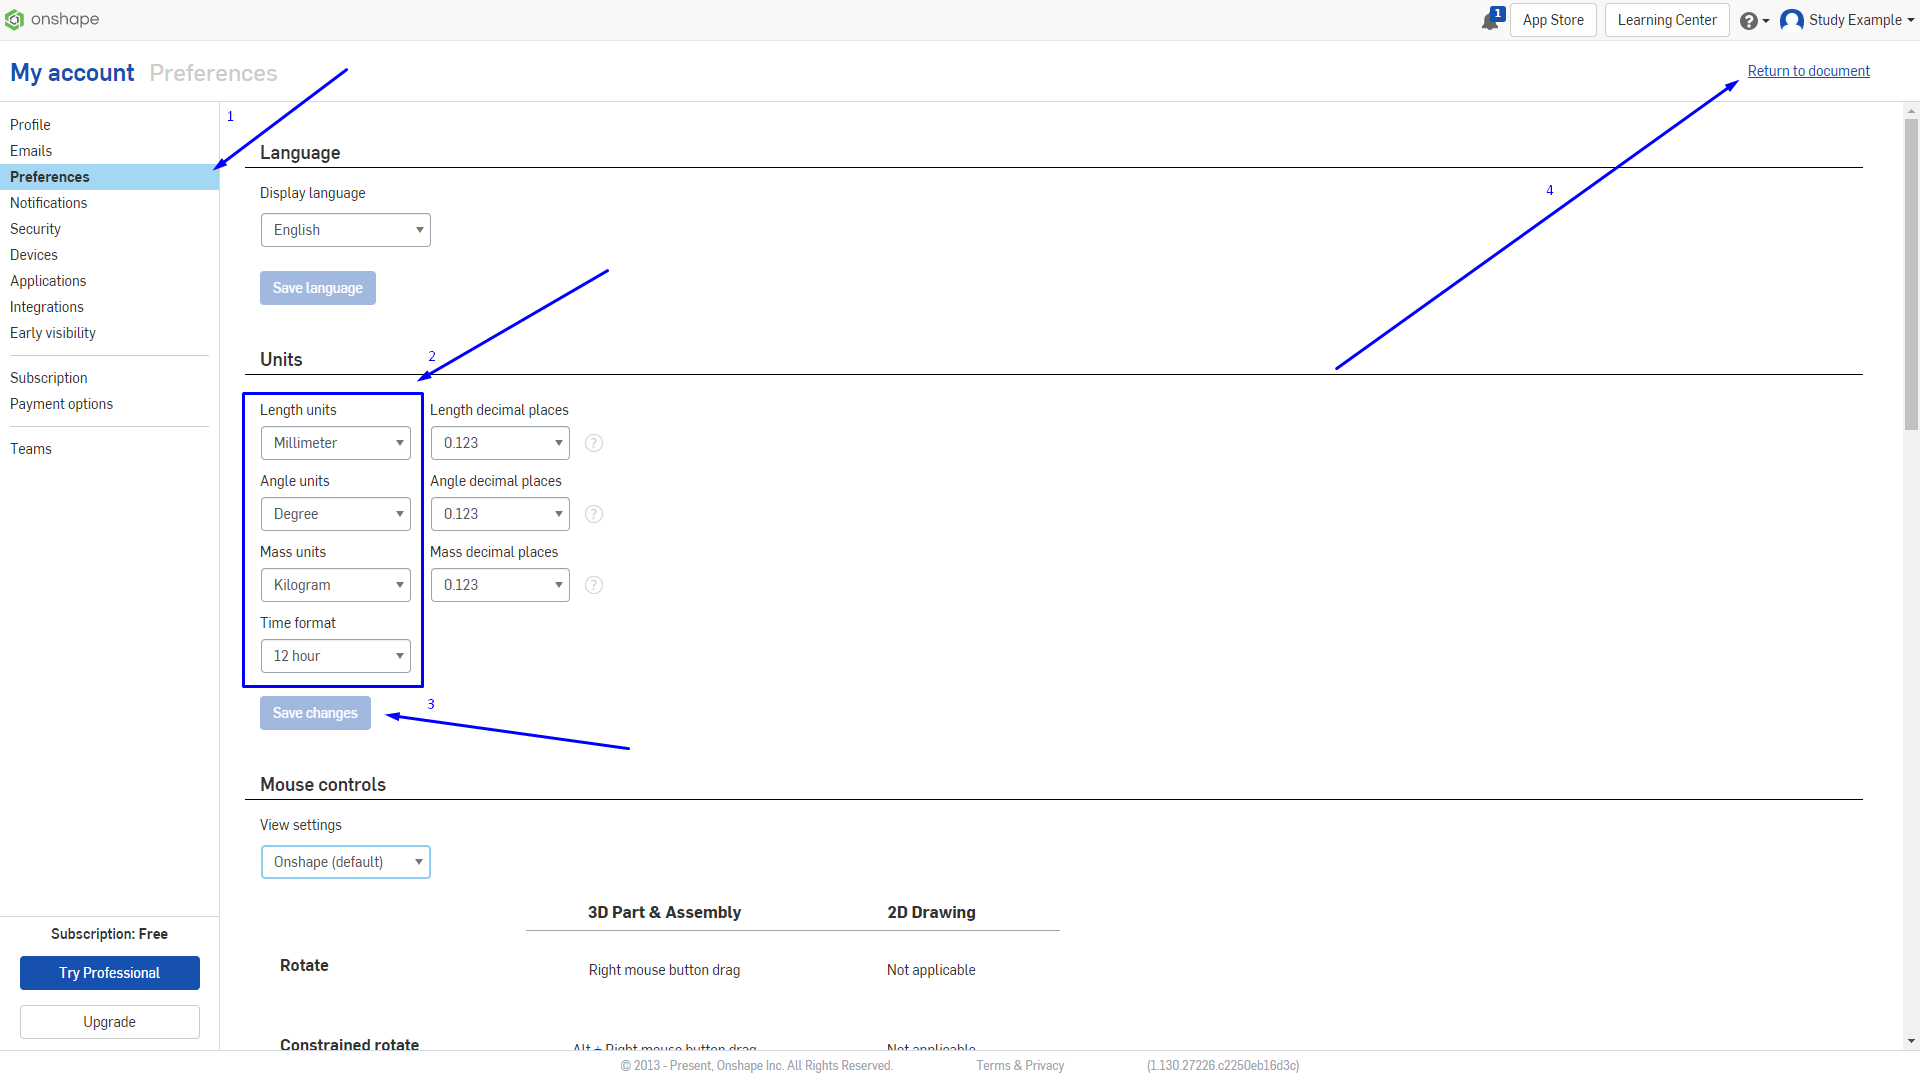 onshape
1
App Store
Learning Center
?
Study Example
My account Preferences
Return to document
Profile
Emails
Preferences
Notifications
Security
Devices
Applications
Integrations
Early visibility
Subscription
Payment options
Teams
Subscription: Free
Try Professional
Upgrade
1
Language
Display language
English
Save language
4
2
Units
Length units Length decimal places
Millimeter 0.123 ?
Angle units Angle decimal places
Degree 0.123 ?
Mass units Mass decimal places
Kilogram 0.123 ?
Time format
12 hour
Save changes
3
Mouse controls
View settings
Onshape (default)
3D Part & Assembly 2D Drawing
Rotate Right mouse button drag Not applicable
Constrained rotate Alt + Right mouse button drag Not applicable
© 2013 - Present, Onshape Inc. All Rights Reserved. Terms & Privacy (1.130.27226.c2250eb16d3c)